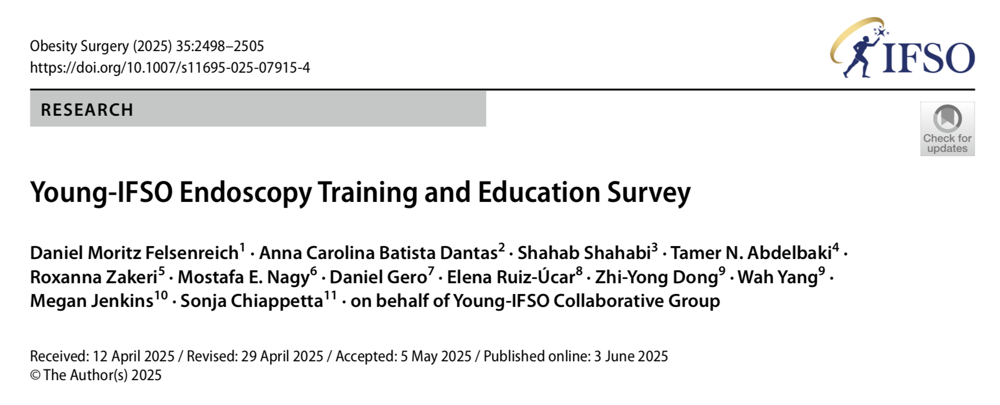 Obesity Surgery (2025) 35:2498–2505
https://doi.org/10.1007/s11695-025-07915-4
IFSO
RESEARCH
Check for
updates
Young-IFSO Endoscopy Training and Education Survey
Daniel Moritz Felsenreich1 · Anna Carolina Batista Dantas2 · Shahab Shahabi3 · Tamer N. Abdelbaki4 ·
Roxanna Zakeri5 · Mostafa E. Nagy6 · Daniel Gero7 · Elena Ruiz-Úcar8 · Zhi-Yong Dong9 · Wah Yang9 ·
Megan Jenkins10 · Sonja Chiappetta11 · on behalf of Young-IFSO Collaborative Group
Received: 12 April 2025 / Revised: 29 April 2025 / Accepted: 5 May 2025 / Published online: 3 June 2025
© The Author(s) 2025